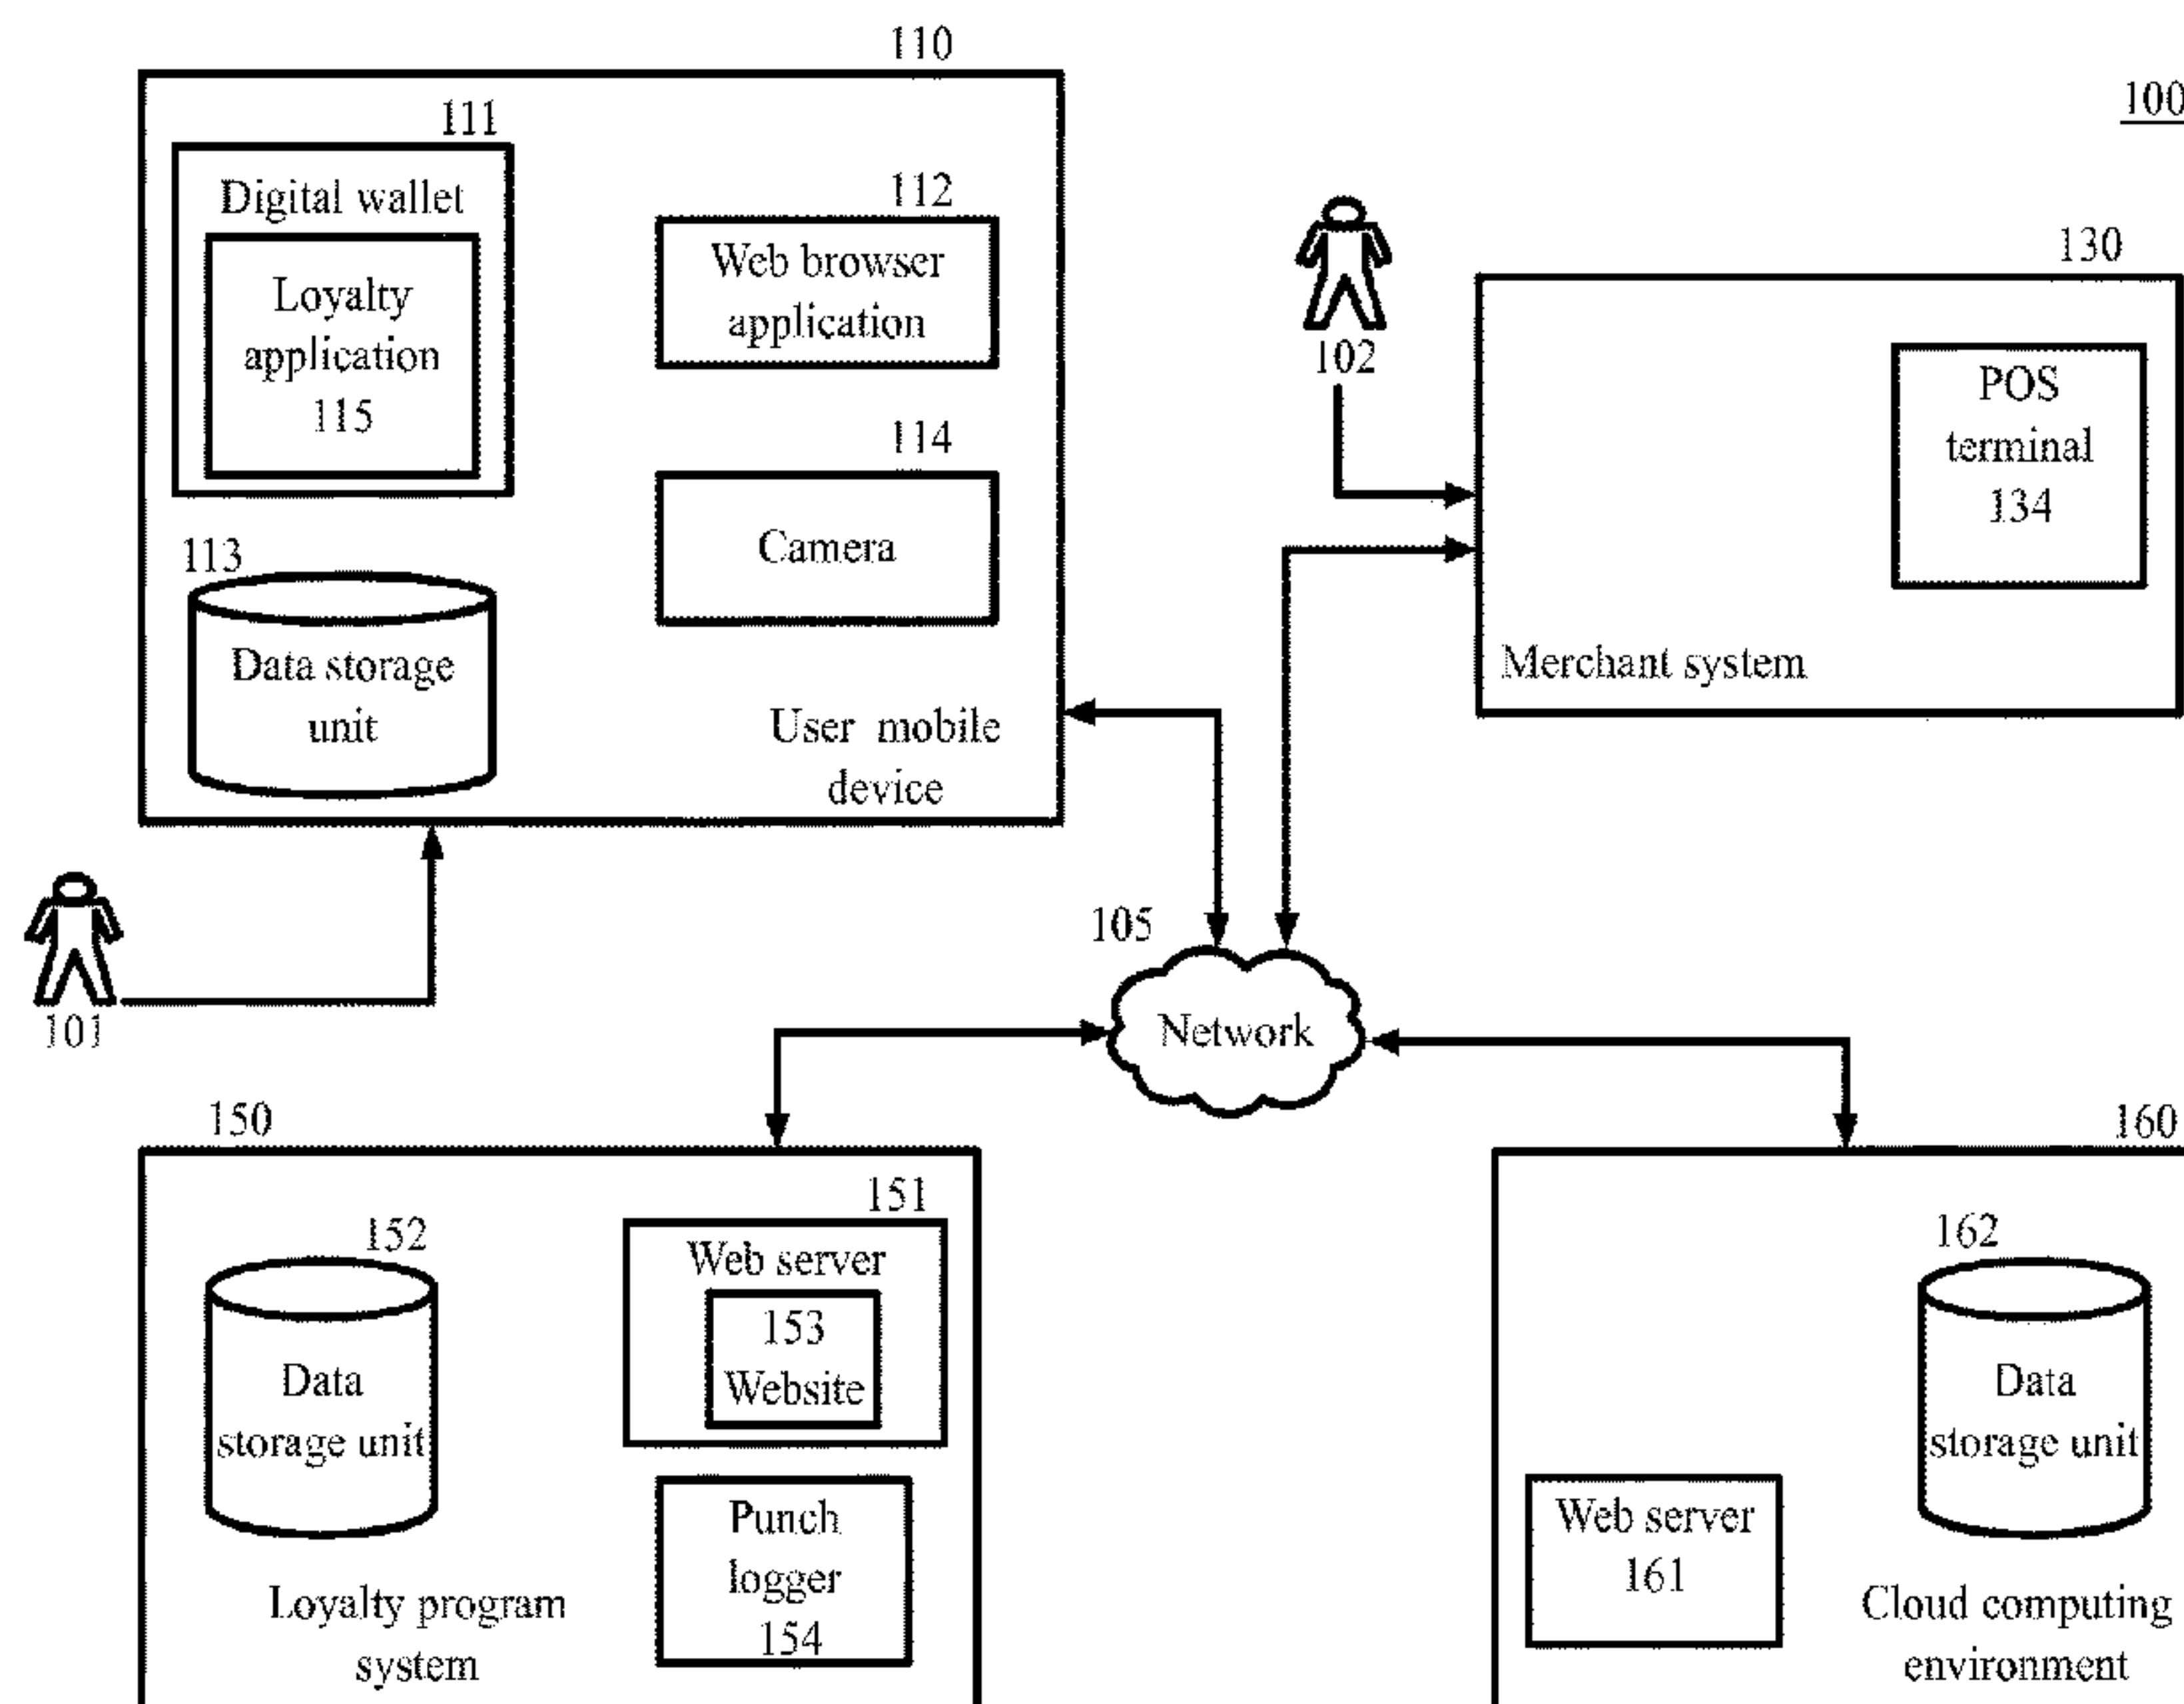 110
100
111
Digital wallet
Loyalty
application
115
112
Web browser
application
114
Camera
113
Data storage
unit
User mobile
device
102
130
POS
terminal
134
Merchant system
101
105
Network
150
151
152
Web server
153
Website
Data
storage unit
Punch
logger
154
Loyalty program
system
160
162
Data
storage unit
Web server
161
Cloud computing
environment